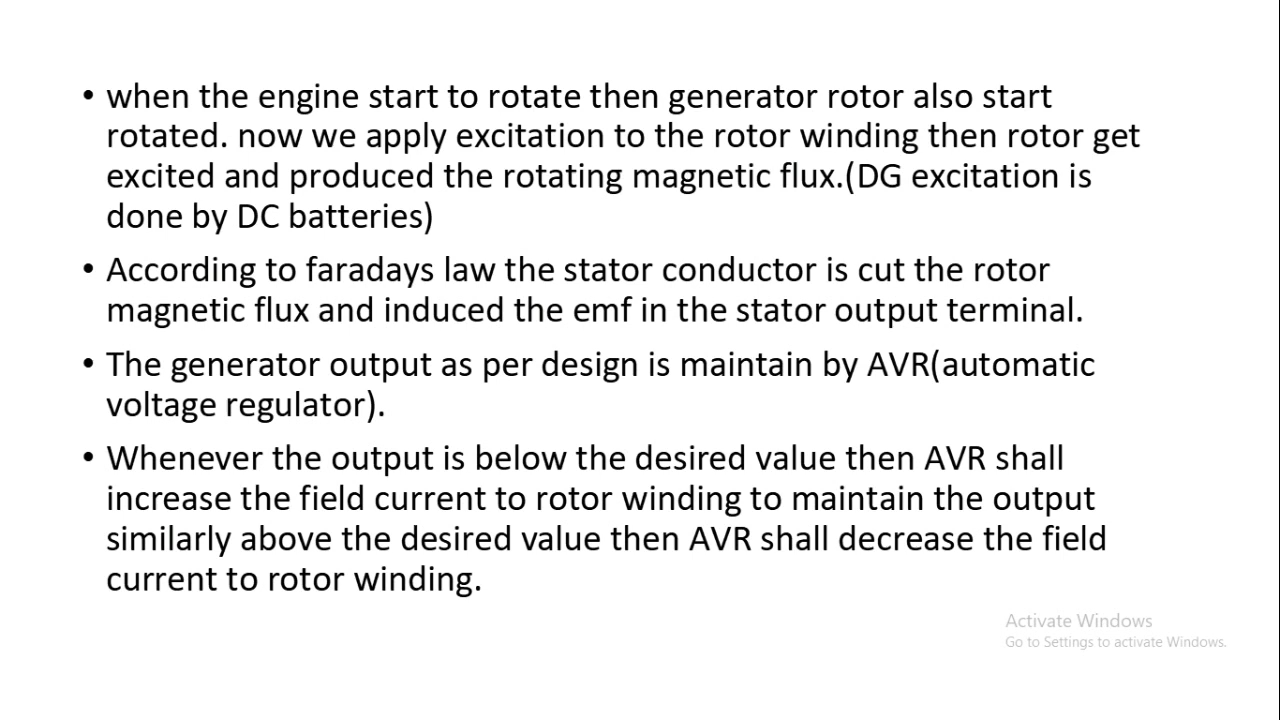 • when the engine start to rotate then generator rotor also start
rotated. now we apply excitation to the rotor winding then rotor get
excited and produced the rotating magnetic flux.(DG excitation is
done by DC batteries)
• According to faradays law the stator conductor is cut the rotor
magnetic flux and induced the emf in the stator output terminal.
• The generator output as per design is maintain by AVR(automatic
voltage regulator).
• Whenever the output is below the desired value then AVR shall
increase the field current to rotor winding to maintain the output
similarly above the desired value then AVR shall decrease the field
current to rotor winding.
Activate Windows
Go to Settings to activate Windows.